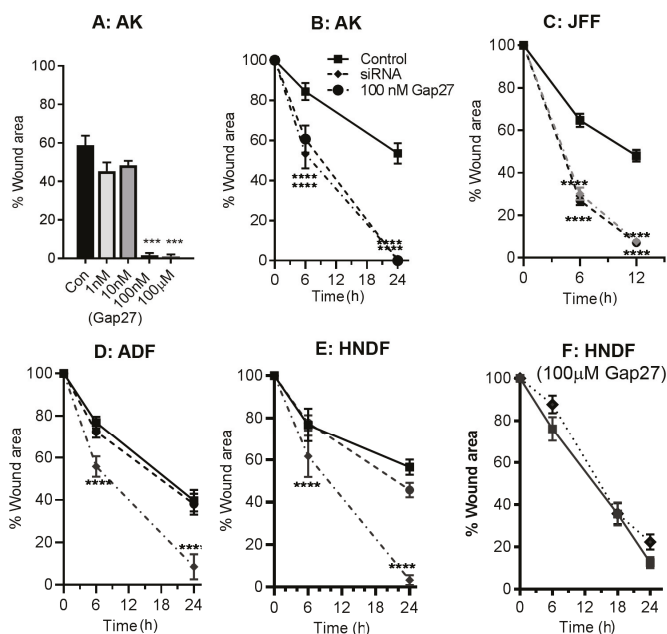 A: AK
% Wound area
100
80
60
40
20
0
*** ***
Con
1nM
10nM
100nM
100µM
(Gap27)
B: AK
% Wound area
100
80
60
40
20
0
Control
siRNA
100 nM Gap27
****
****
****
****
0 6 12 18 24
Time (h)
C: JFF
% Wound area
100
80
60
40
20
0
****
****
****
****
0 6 12
Time (h)
D: ADF
% Wound area
100
80
60
40
20
0
****
****
0 6 12 18 24
Time (h)
E: HNDF
% Wound area
100
80
60
40
20
0
****
****
0 6 12 18 24
Time (h)
F: HNDF
(100µM Gap27)
% Wound area
100
80
60
40
20
0
0 6 12 18 24
Time (h)